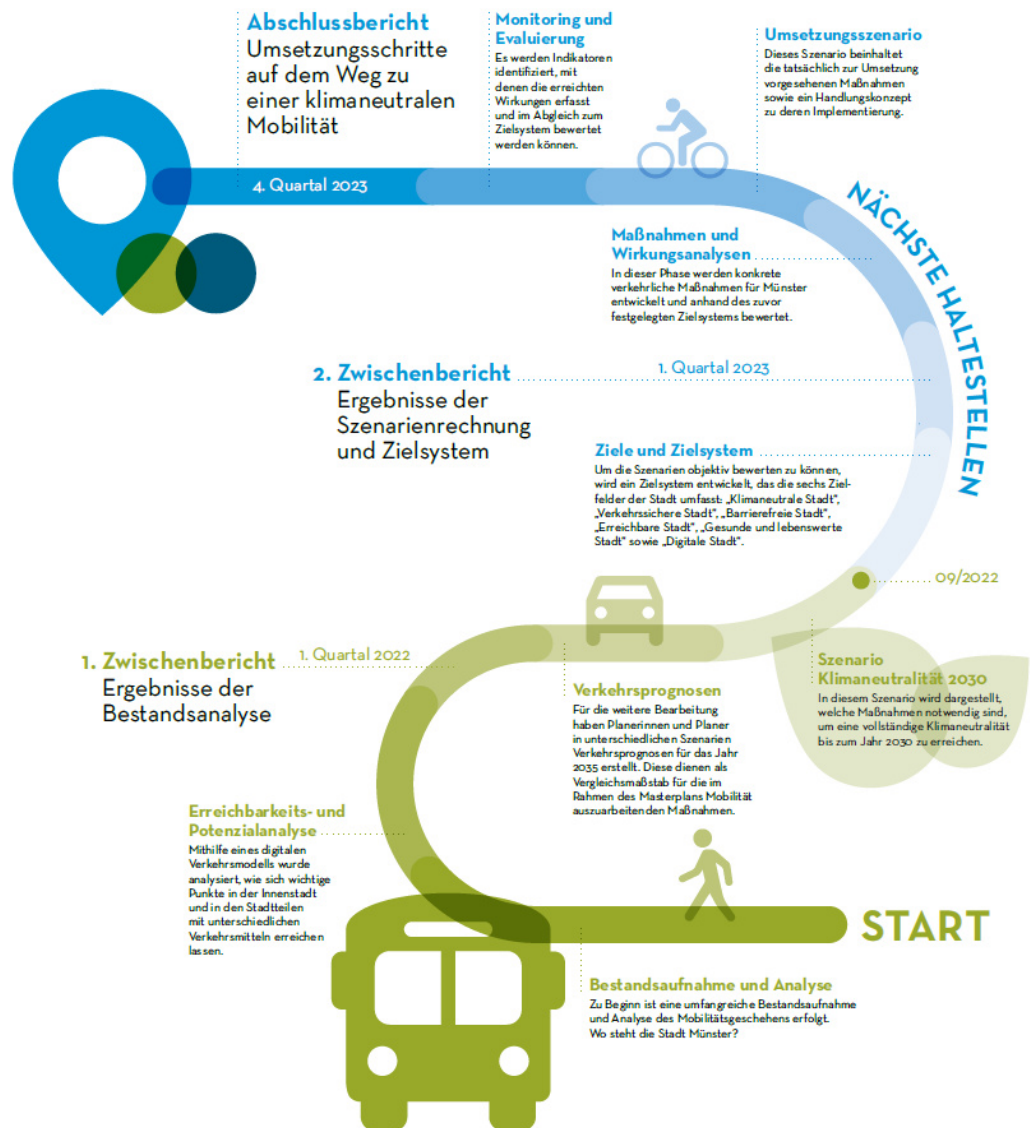 Abschlussbericht
Umsetzungsschritte
auf dem Weg zu
einer klimaneutralen
Mobilität
4. Quartal 2023
Monitoring und
Evaluierung
Es werden Indikatoren
identifiziert, mit
denen die erreichten
Wirkungen erfasst
und im Abgleich zum
Zielsystem bewertet
werden können.
Umsetzungsszenario
Dieses Szenario beinhaltet
die tatsächlich zur Umsetzung
vorgesehenen Maßnahmen
sowie ein Handlungskonzept
zu deren Implementierung.
NÄCHSTE HALTESTELLEN
Maßnahmen und
Wirkungsanalysen
In dieser Phase werden konkrete
verkehrliche Maßnahmen für Münster
entwickelt und anhand des zuvor
festgelegten Zielsystems bewertet.
2. Zwischenbericht
1. Quartal 2023
Ergebnisse der
Szenarienrechnung
und Zielsystem
Ziele und Zielsystem
Um die Szenarien objektiv bewerten zu können,
wird ein Zielsystem entwickelt, das die sechs Ziel-
felder der Stadt umfasst: „Klimaneutrale Stadt",
„Verkehrssichere Stadt", „Barrierefreie Stadt",
„Erreichbare Stadt", „Gesunde und lebenswerte
Stadt" sowie „Digitale Stadt".
09/2022
1. Zwischenbericht
1. Quartal 2022
Ergebnisse der
Bestandsanalyse
Verkehrsprognosen
Für die weitere Bearbeitung
haben Planerinnen und Planer
in unterschiedlichen Szenarien
Verkehrsprognosen für das Jahr
2035 erstellt. Diese dienen als
Vergleichsmaßstab für die im
Rahmen des Masterplans Mobilität
auszuarbeitenden Maßnahmen.
Szenario
Klimaneutralität 2030
In diesem Szenario wird dargestellt,
welche Maßnahmen notwendig sind,
um eine vollständige Klimaneutralität
bis zum Jahr 2030 zu erreichen.
Erreichbarkeits- und
Potenzialanalyse
Mithilfe eines digitalen
Verkehrsmodells wurde
analysiert, wie sich wichtige
Punkte in der Innenstadt
und in den Stadtteilen
mit unterschiedlichen
Verkehrsmitteln erreichen
lassen.
START
Bestandsaufnahme und Analyse
Zu Beginn ist eine umfangreiche Bestandsaufnahme
und Analyse des Mobilitätsgeschehens erfolgt.
Wo steht die Stadt Münster?